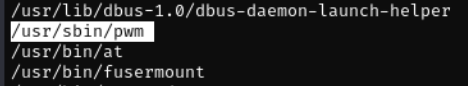 /usr/lib/dbus-1.0/dbus-daemon-launch-helper
/usr/sbin/pwm
/usr/bin/at
/usr/bin/fusermount